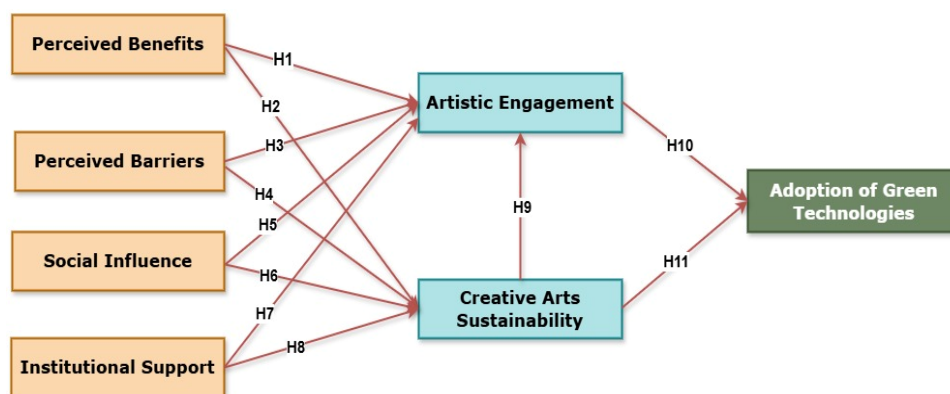 Perceived Benefits
H1
H2
Artistic Engagement
Perceived Barriers
H3
H4
H10
Adoption of Green
Technologies
H9
Social Influence
H5
H6
H11
Creative Arts
Sustainability
H7
H8
Institutional Support